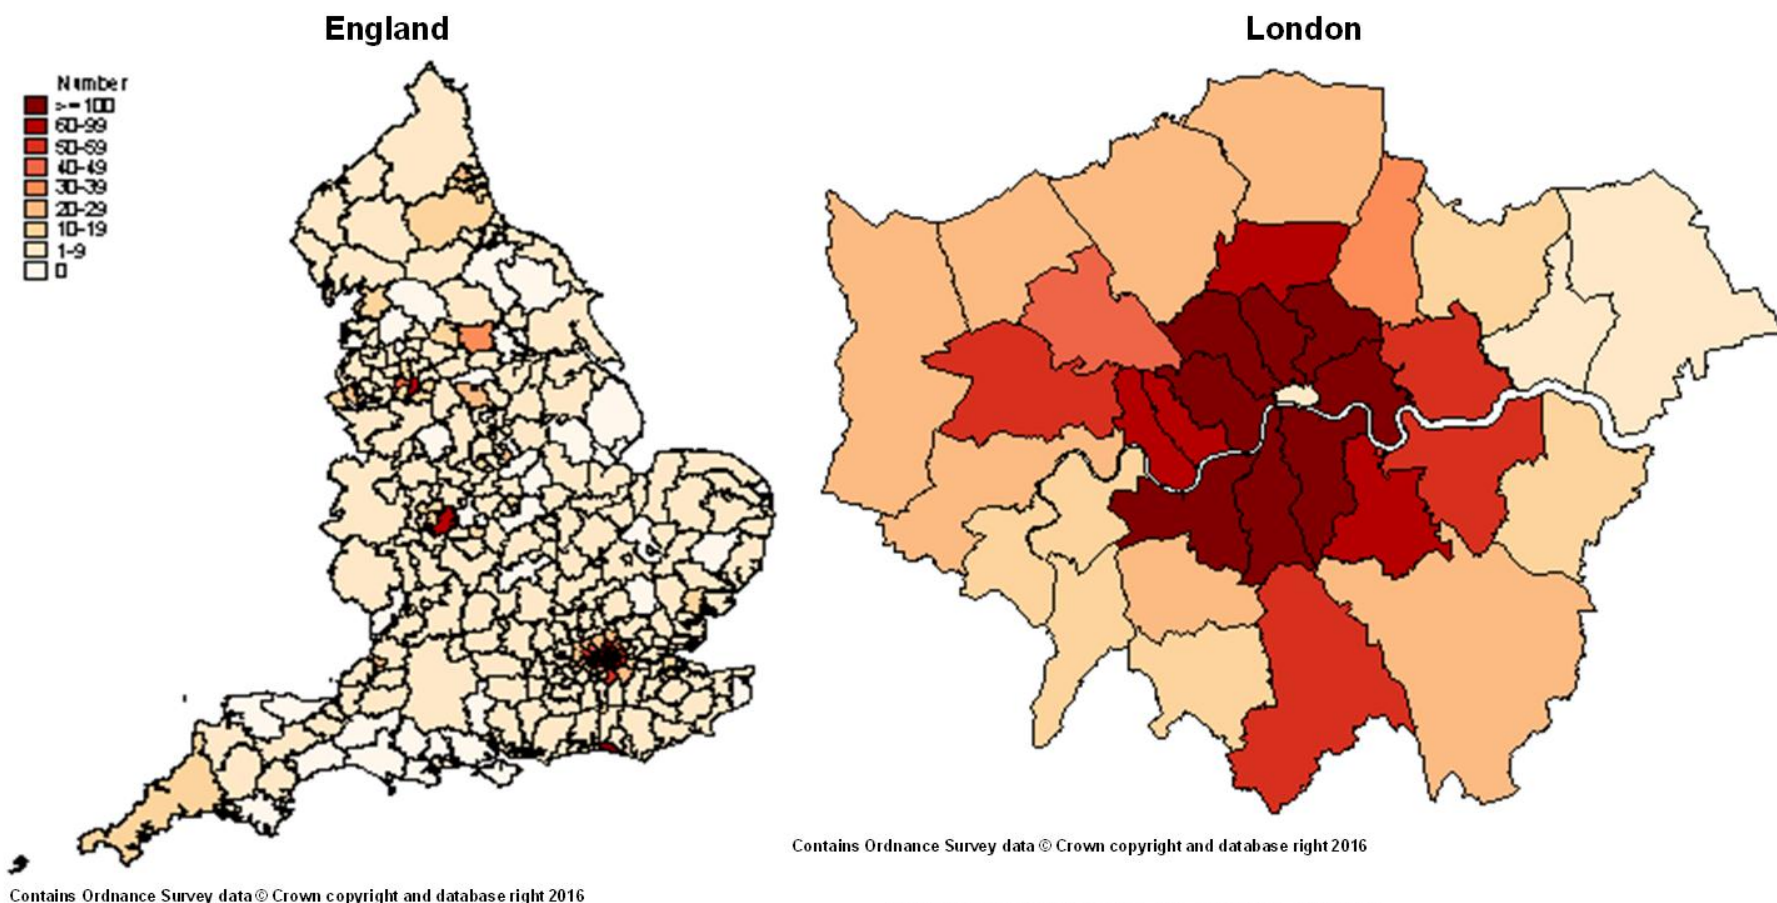 England
London
Number
>=100
60-99
50-59
40-49
30-39
20-29
10-19
1-9
0
Contains Ordnance Survey data © Crown copyright and database right 2016
Contains Ordnance Survey data © Crown copyright and database right 2016